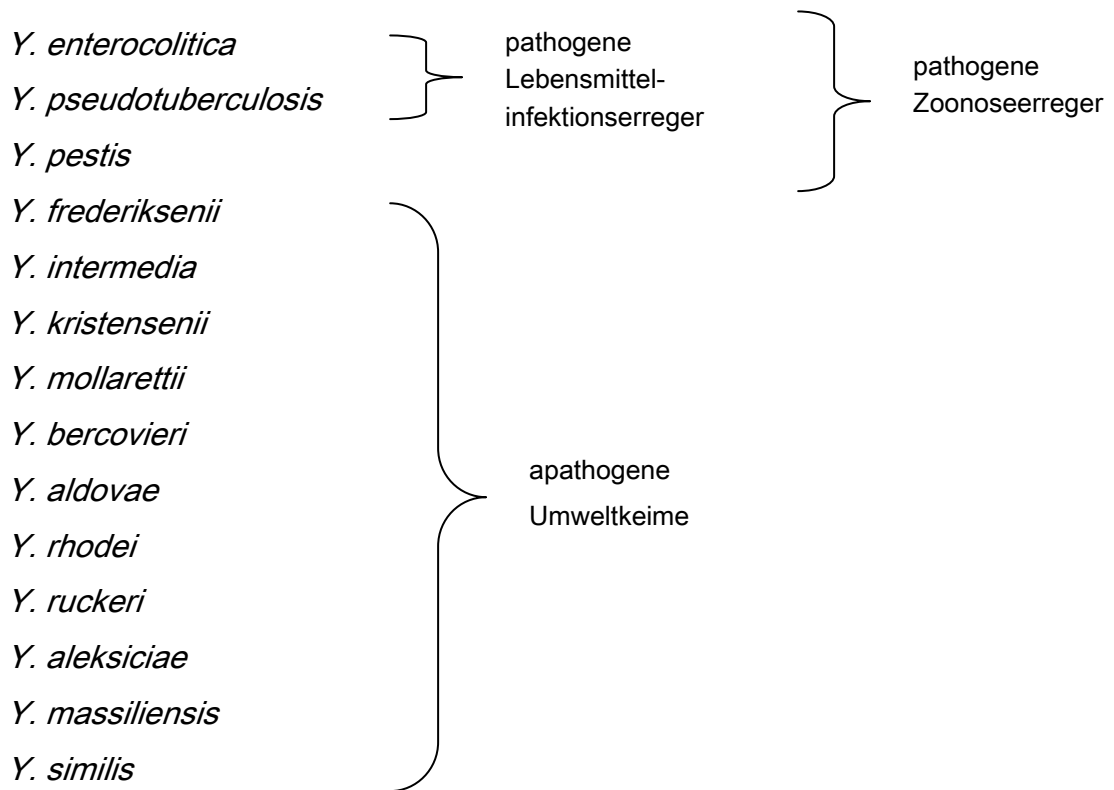 Y. enterocolitica
Y. pseudotuberculosis
Y. pestis
Y. frederiksenii
Y. intermedia
Y. kristensenii
Y. mollarettii
Y. bercovieri
Y. aldovae
Y. rhodei
Y. ruckeri
Y. aleksiciae
Y. massiliensis
Y. similis
pathogene
Lebensmittel-
infektionserreger
pathogene
Zoonoseerreger
apathogene
Umweltkeime